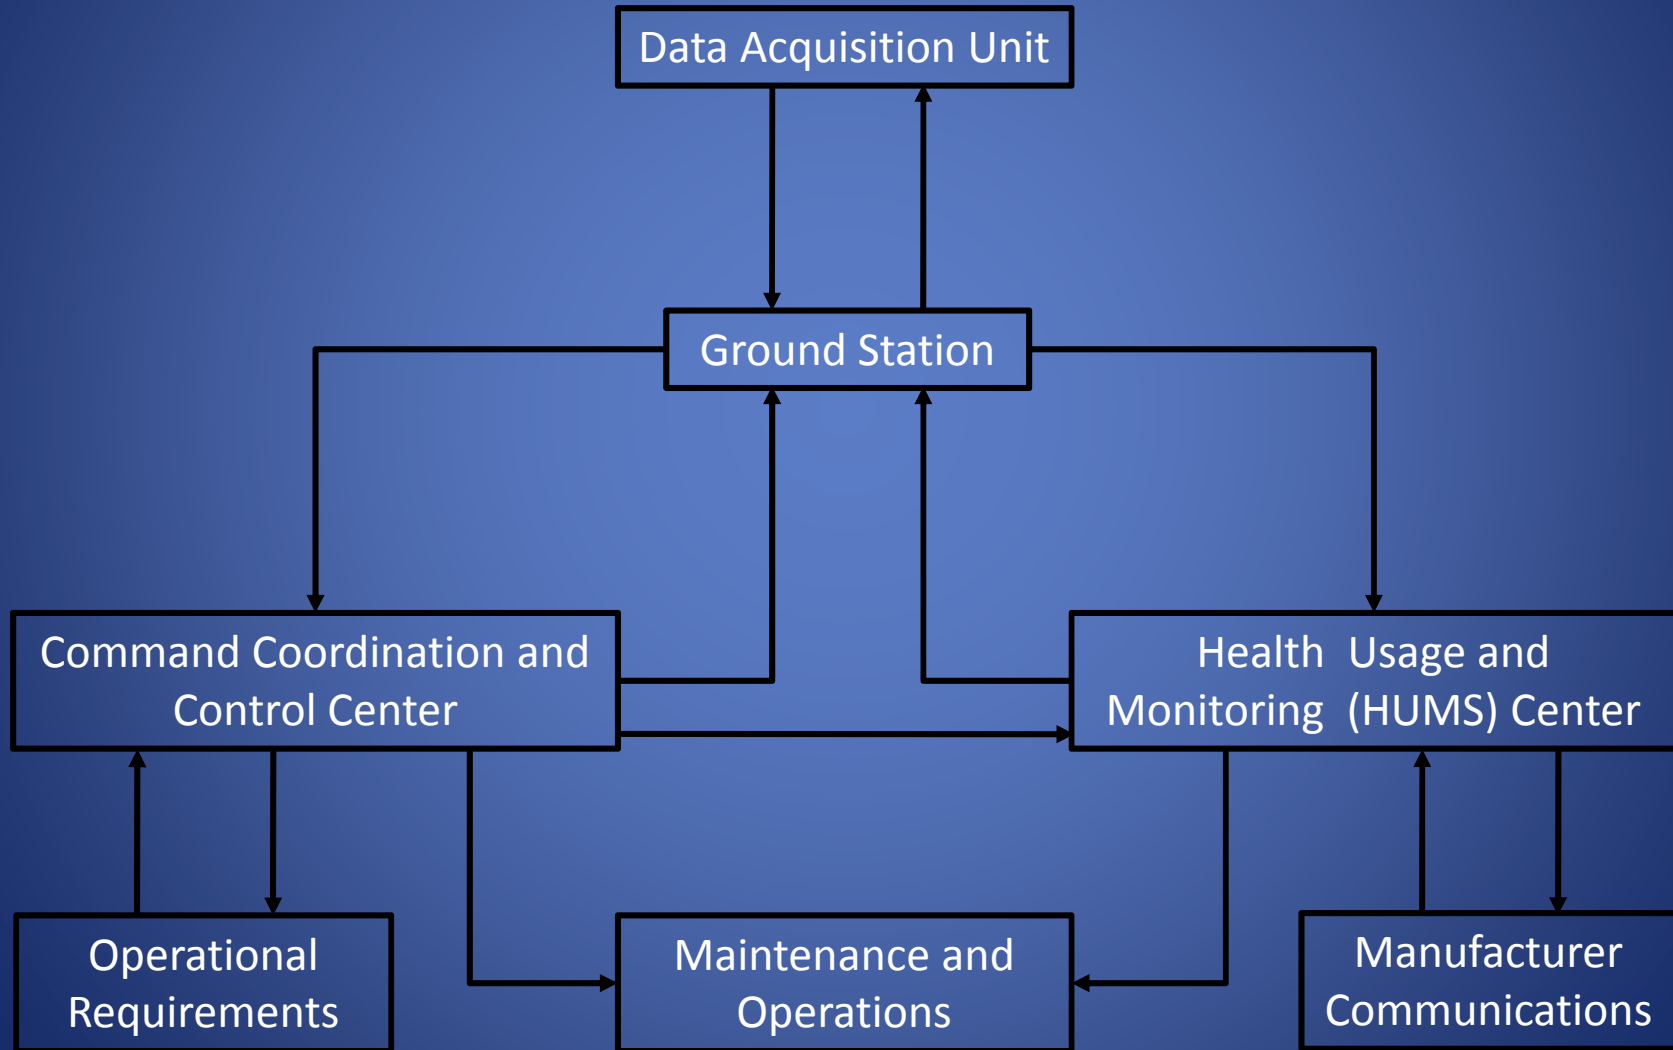 Data Acquisition Unit
Ground Station
Command Coordination and
Control Center
Health  Usage and
Monitoring  (HUMS) Center
Operational
Requirements
Maintenance and
Operations
Manufacturer
Communications